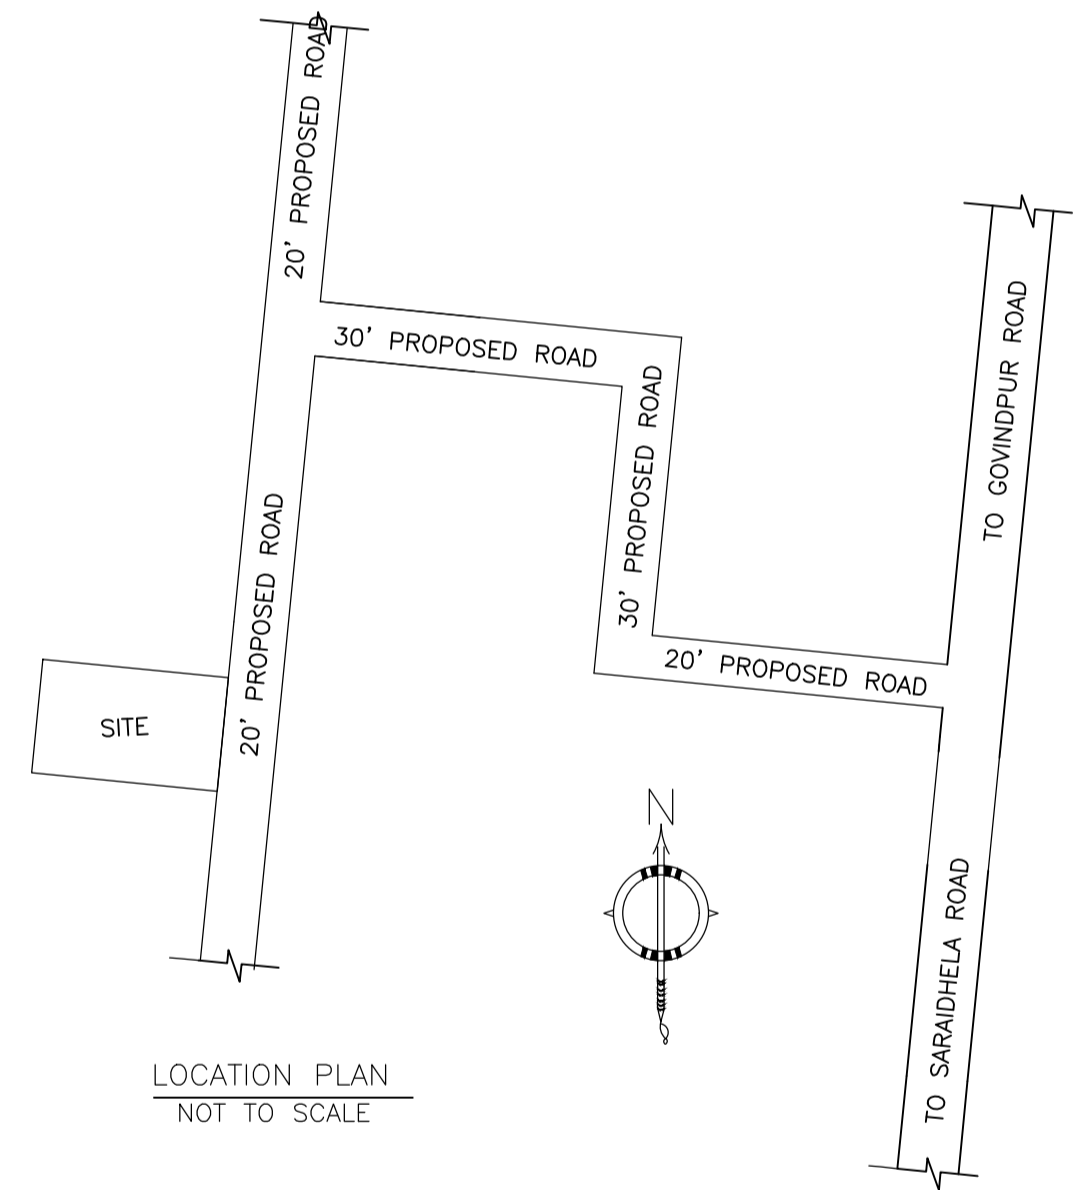 20' PROPOSED ROAD
30' PROPOSED ROAD
TO GOVINDPUR ROAD
30' PROPOSED ROAD
20' PROPOSED ROAD
20' PROPOSED ROAD
SITE
N
TO SARAIDHELA ROAD
LOCATION PLAN
NOT TO SCALE